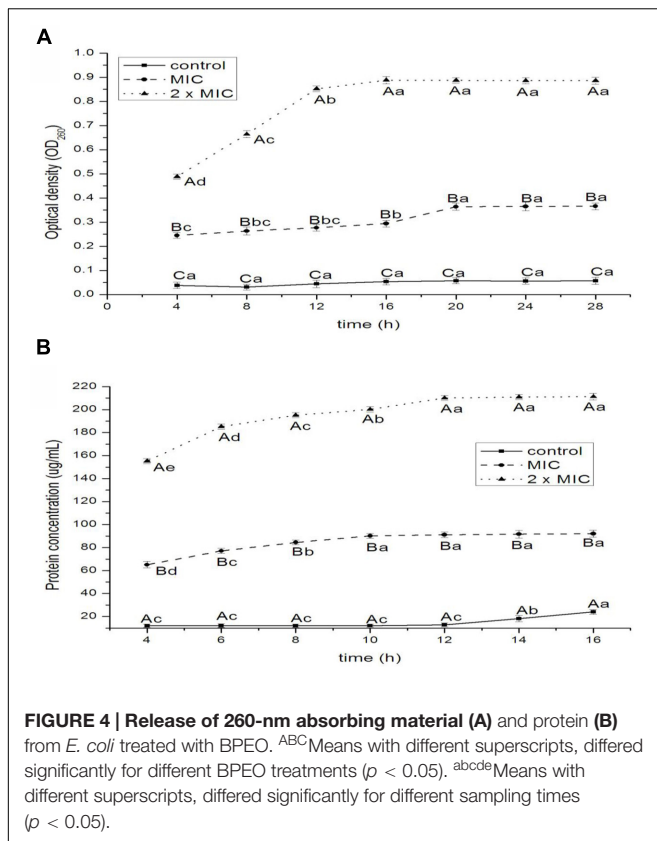 A
control
MIC
2 x MIC
Optical density (OD260)
1.0
0.9
0.8
0.7
0.6
0.5
0.4
0.3
0.2
0.1
0.0
Ad Ac Ab Aa Aa Aa Aa
Bc Bbc Bbc Bb Ba Ba Ba
Ca Ca Ca Ca Ca Ca Ca
0 4 8 12 16 20 24 28
time (h)
B
control
MIC
2 x MIC
Protein concentration (ug/mL)
220
200
180
160
140
120
100
80
60
40
20
Ae Ad Ac Ab Aa Aa Aa
Bd Bc Bb Ba Ba Ba Ba
Ac Ac Ac Ac Ac Ab Aa
4 6 8 10 12 14 16
time (h)
FIGURE 4 | Release of 260-nm absorbing material (A) and protein (B)
from E. coli treated with BPEO. ABCMeans with different superscripts, differed
significantly for different BPEO treatments (p < 0.05). abcdeMeans with
different superscripts, differed significantly for different sampling times
(p < 0.05).